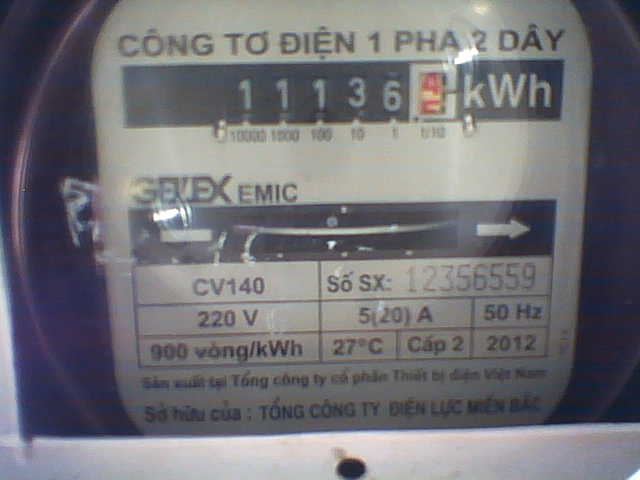 CÔNG TƠ ĐIỆN 1 PHA 2 DÂY
1 1 1 3 6 kWh
10000 1000 100 10 1 1/10
GELEX EMIC
CV140 Số SX: 12356559
220 V 5(20) A 50 Hz
900 vòng/kWh 27°C Cấp 2 2012
Sản xuất tại Tổng công ty cổ phần Thiết bị điện Việt Nam
Sở hữu của : TỔNG CÔNG TY ĐIỆN LỰC MIỀN BẮC